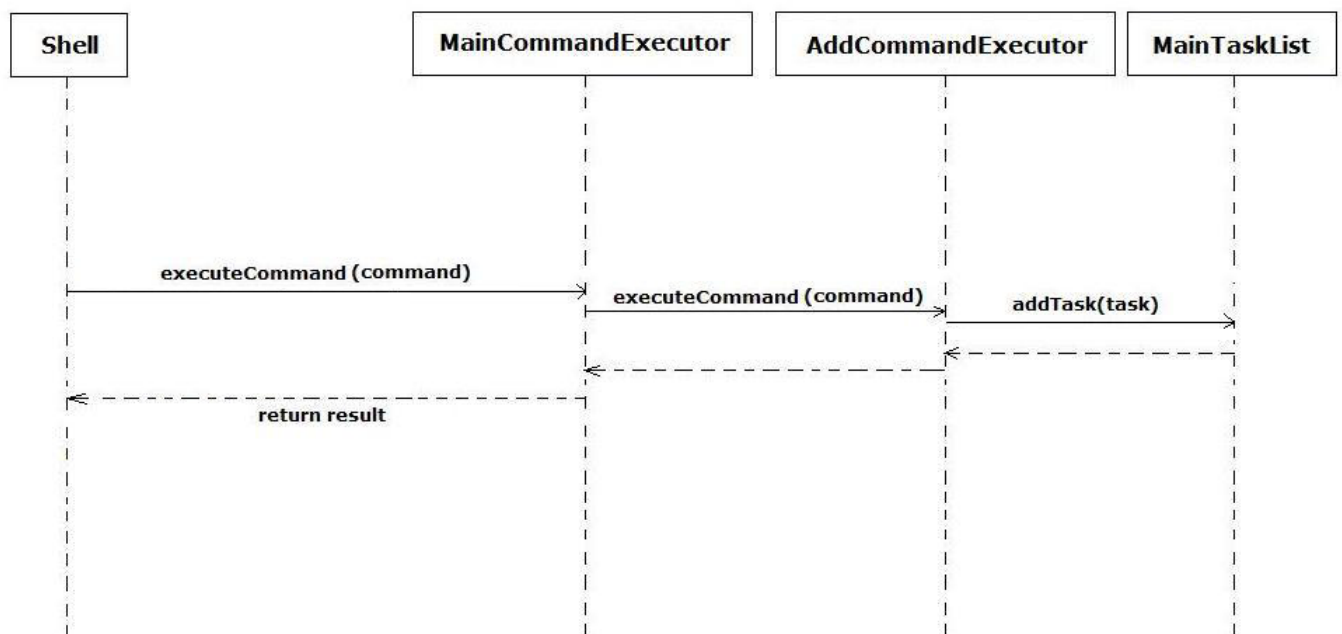 Shell
MainCommandExecutor
AddCommandExecutor
MainTaskList
executeCommand (command)
executeCommand (command)
addTask(task)
return result